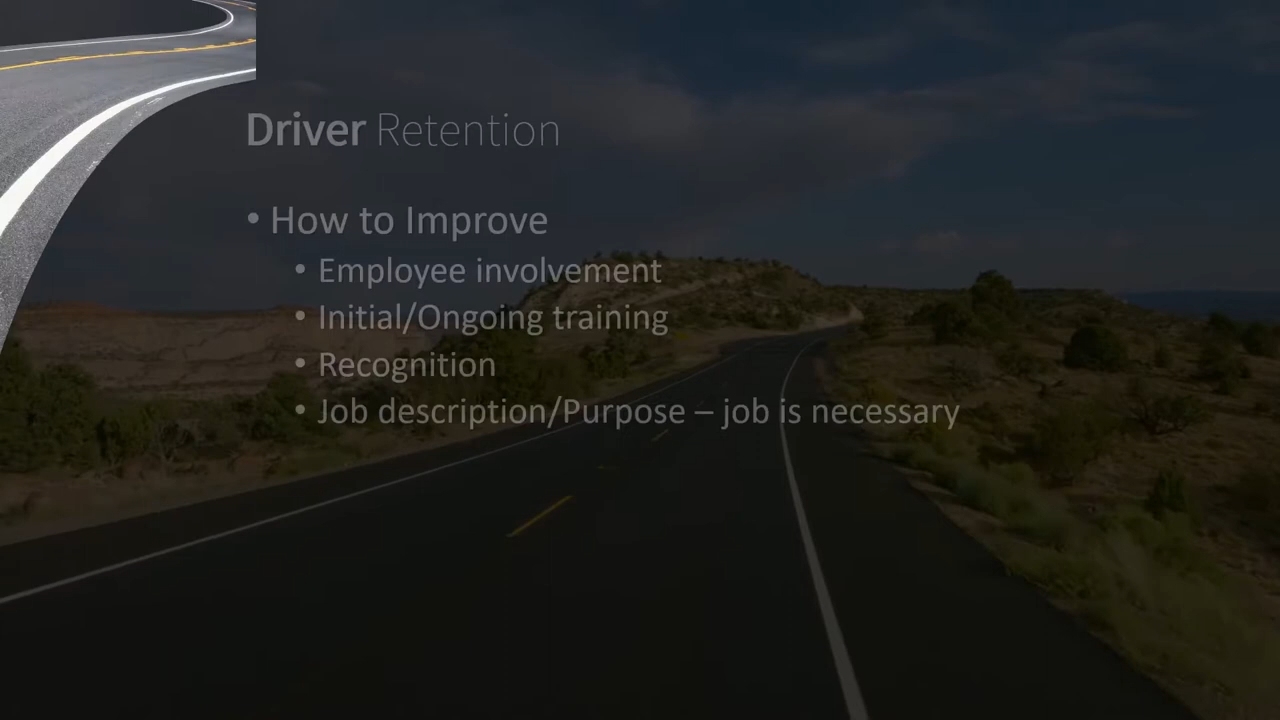 Driver Retention
• How to Improve
• Employee involvement
• Initial/Ongoing training
• Recognition
• Job description/Purpose – job is necessary